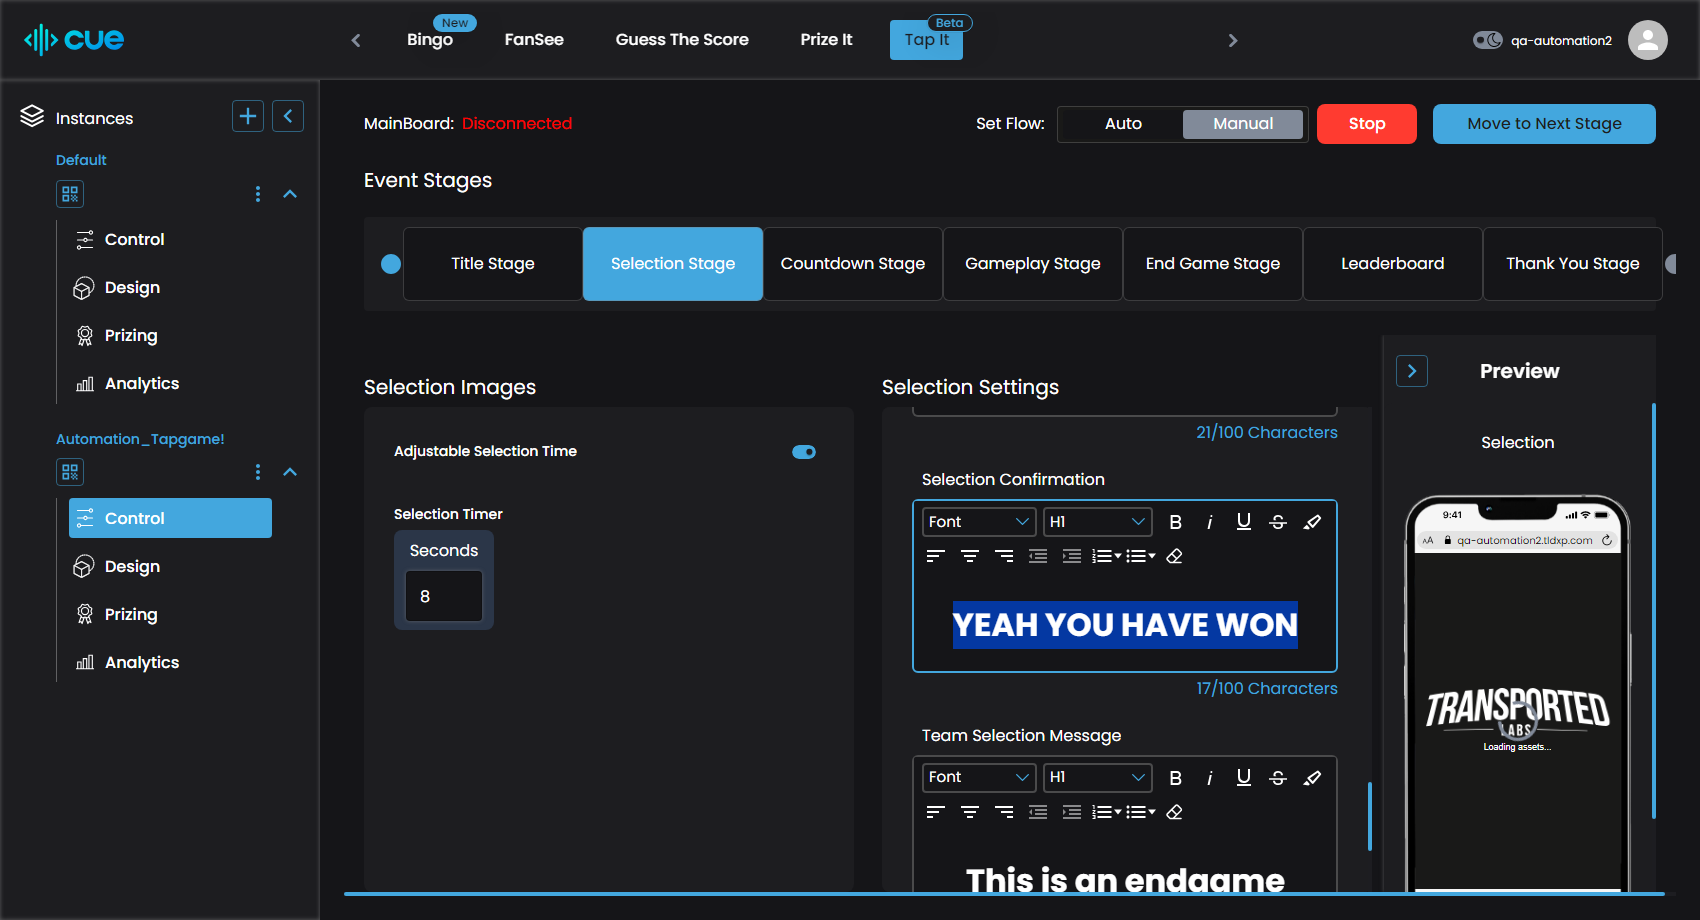 cue
New
Bingo
FanSee
Guess The Score
Prize It
Beta
Tap It
qa-automation2
Instances
Default
Control
Design
Prizing
Analytics
Automation_Tapgame!
Control
Design
Prizing
Analytics
MainBoard: Disconnected
Set Flow:
Auto
Manual
Stop
Move to Next Stage
Event Stages
Title Stage
Selection Stage
Countdown Stage
Gameplay Stage
End Game Stage
Leaderboard
Thank You Stage
Selection Images
Adjustable Selection Time
Selection Timer
Seconds
8
Selection Settings
21/100 Characters
Selection Confirmation
Font
H1
B i U S
YEAH YOU HAVE WON
17/100 Characters
Team Selection Message
Font
H1
B i U S
This is an endgame
Preview
Selection
9:41
AA qa-automation2.tldxp.com
TRANSPORTED
LABS
Loading assets...